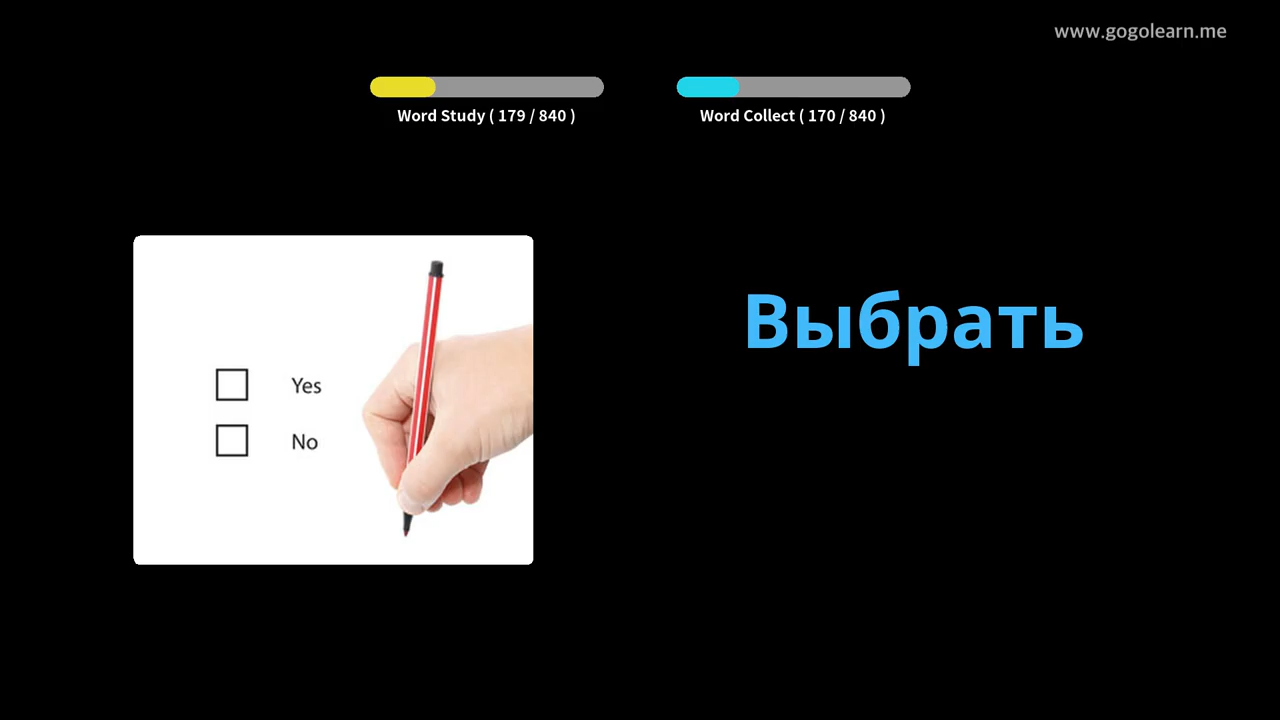 www.gogolearn.me
Word Study ( 179 / 840 )
Word Collect ( 170 / 840 )
Выбрать
Yes
No